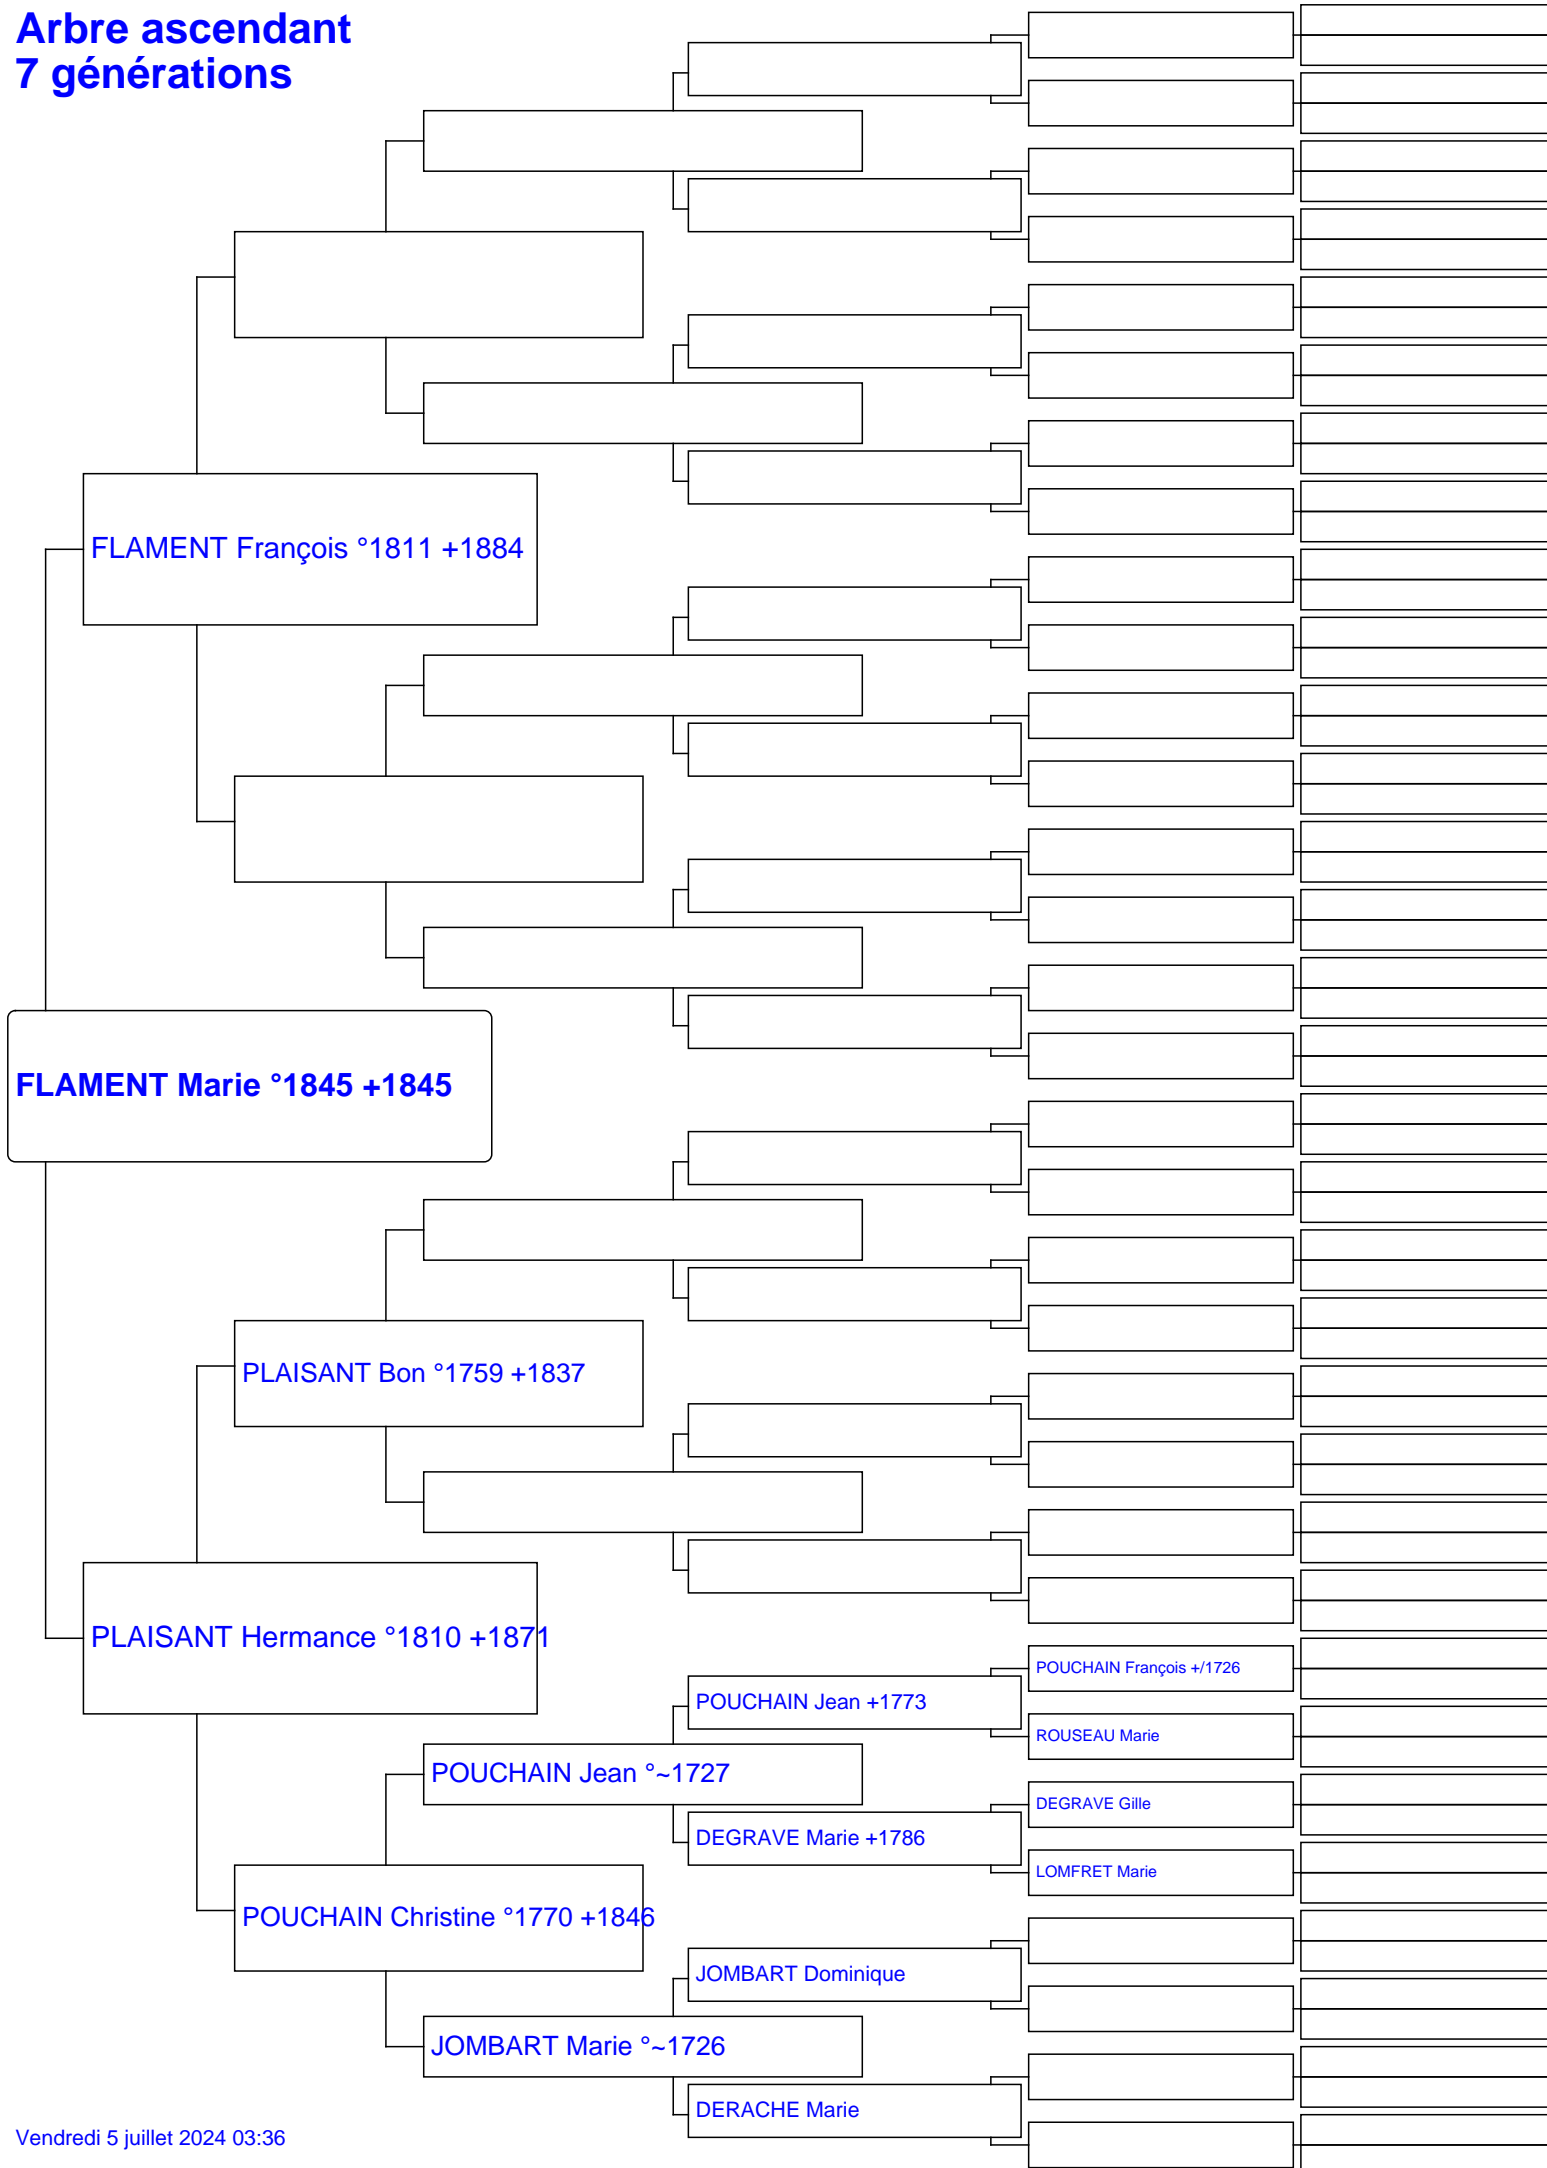 Arbre ascendant
7 générations
FLAMENT François °1811 +1884
FLAMENT Marie °1845 +1845
PLAISANT Bon °1759 +1837
PLAISANT Hermance °1810 +1871
POUCHAIN François +/1726
POUCHAIN Jean +1773
ROUSEAU Marie
POUCHAIN Jean °~1727
DEGRAVE Gille
DEGRAVE Marie +1786
LOMFRET Marie
POUCHAIN Christine °1770 +1846
JOMBART Dominique
JOMBART Marie °~1726
DERACHE Marie
Vendredi 5 juillet 2024 03:36